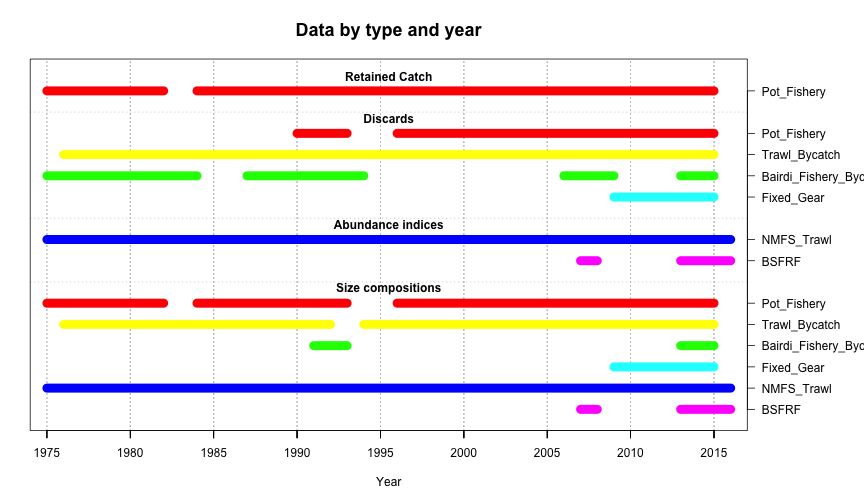 Data by type and year
Retained Catch
Pot_Fishery
Discards
Pot_Fishery
Trawl_Bycatch
Bairdi_Fishery_Byc
Fixed_Gear
Abundance indices
NMFS_Trawl
BSFRF
Size compositions
Pot_Fishery
Trawl_Bycatch
Bairdi_Fishery_Byc
Fixed_Gear
NMFS_Trawl
BSFRF
1975 1980 1985 1990 1995 2000 2005 2010 2015
Year